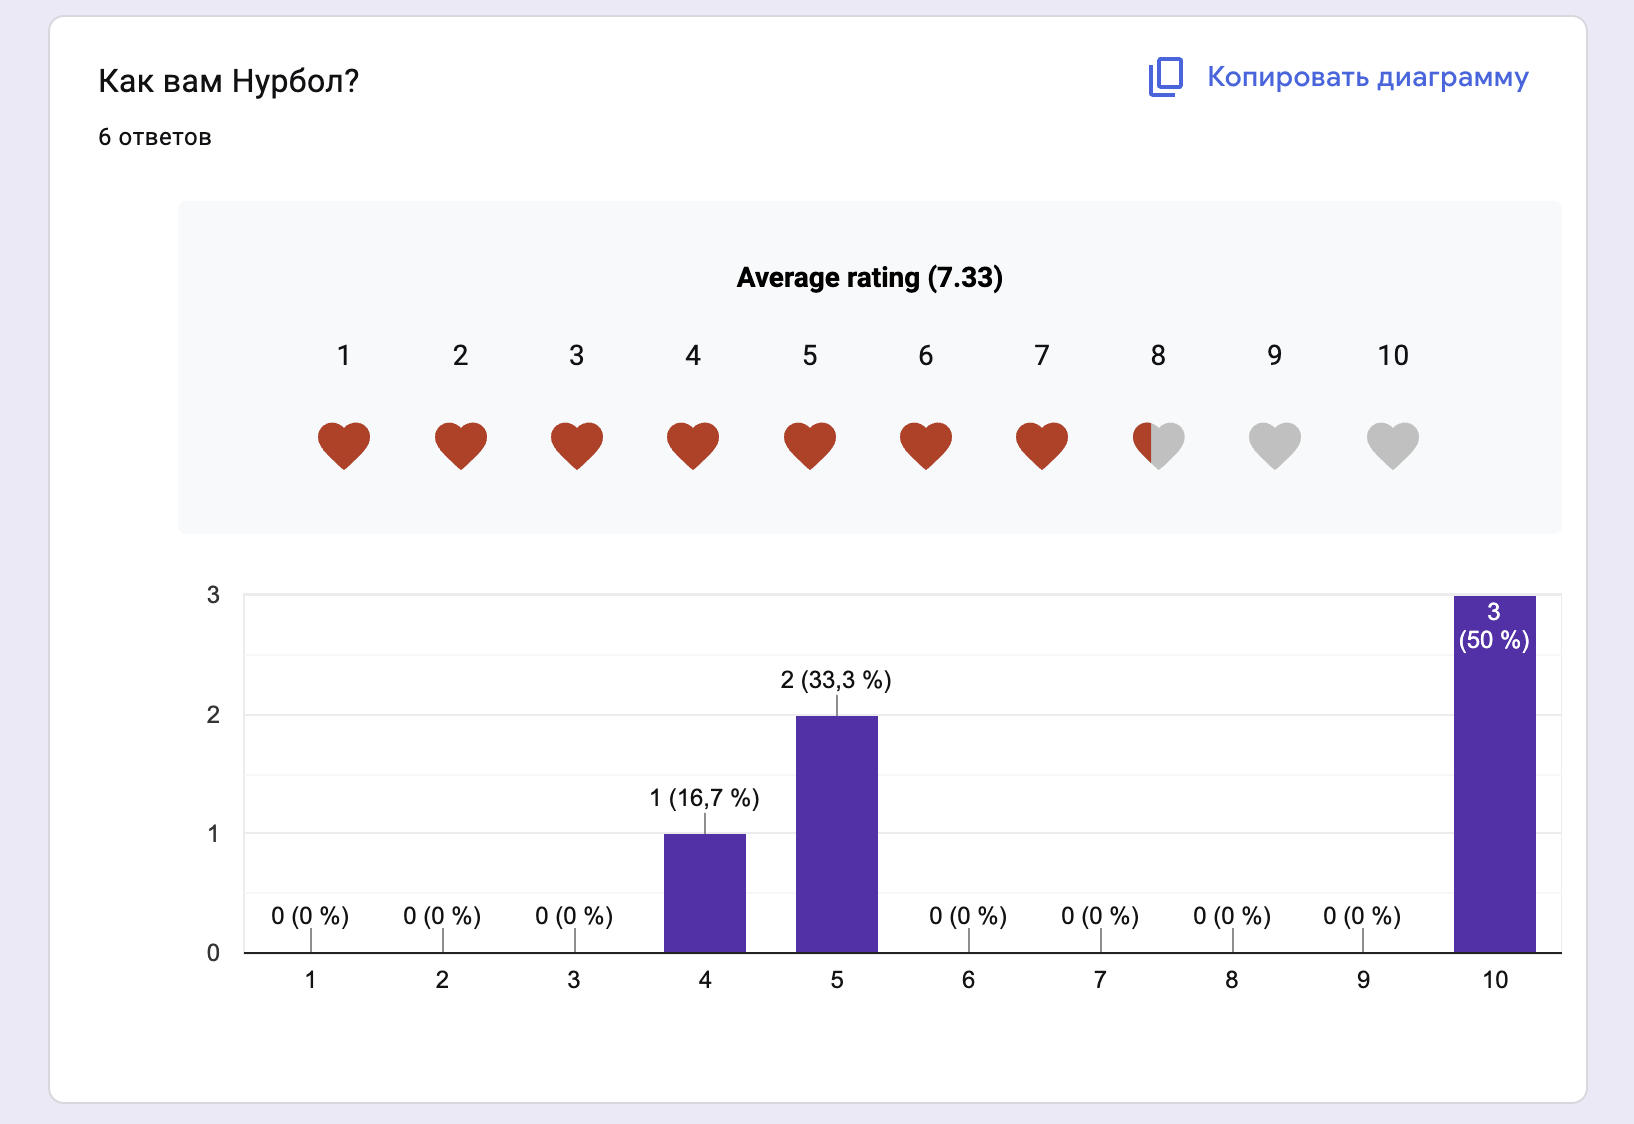 Как вам Нурбол?
Копировать диаграмму
6 ответов
Average rating (7.33)
1 2 3 4 5 6 7 8 9 10
3
3
(50 %)
2 (33,3 %)
2
1 (16,7 %)
1
0 (0 %) 0 (0 %) 0 (0 %) 0 (0 %) 0 (0 %) 0 (0 %) 0 (0 %)
0
1 2 3 4 5 6 7 8 9 10